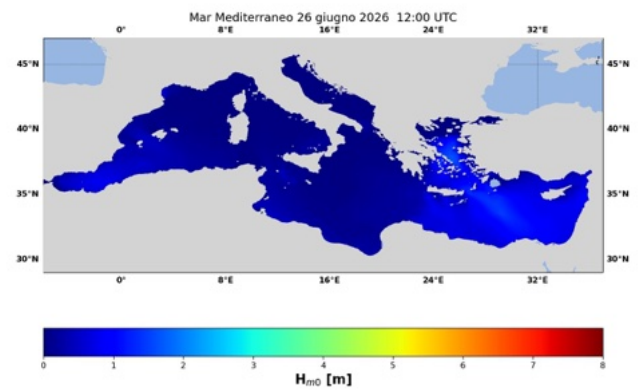 Mar Mediterraneo 26 giugno 2026 12:00 UTC
0° 8°E 16°E 24°E 32°E
45°N 45°N
40°N 40°N
35°N 35°N
30°N 30°N
0° 8°E 16°E 24°E 32°E
0 1 2 3 4 5 6 7 8
Hm0 [m]